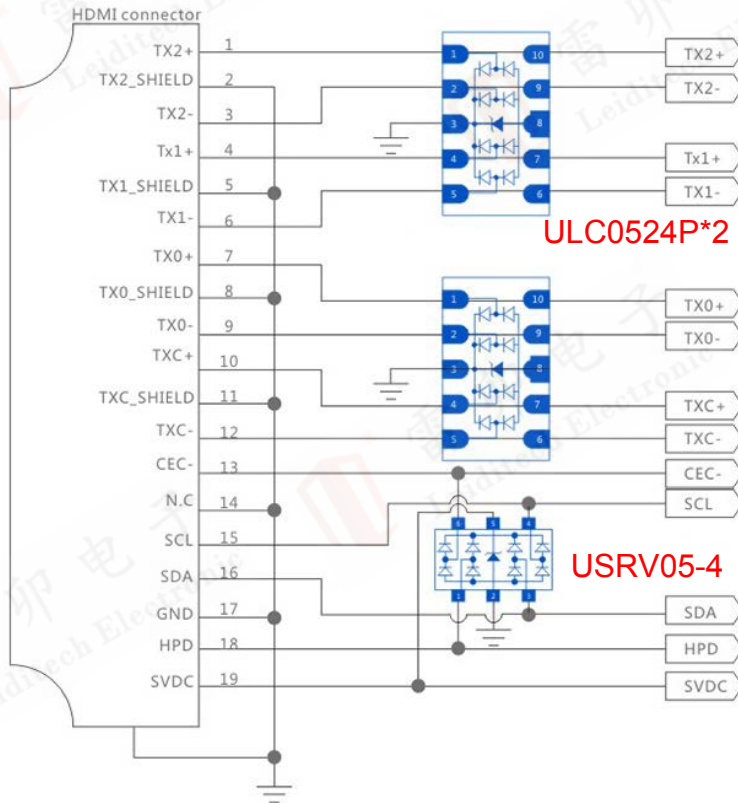 HDMI connector
TX2+ 1 1 10 TX2+
TX2_SHIELD 2 2 9 TX2-
TX2- 3 3 8
Tx1+ 4 4 7 Tx1+
TX1_SHIELD 5 5 6 TX1-
TX1- 6
ULC0524P*2
TX0+ 7
TX0_SHIELD 8 1 10 TX0+
TX0- 9 2 9 TX0-
TXC+ 10 3 8
TXC_SHIELD 11 4 7 TXC+
TXC- 12 5 6 TXC-
CEC- 13 CEC-
N.C 14 SCL
6 5 4
SCL 15
USRV05-4
SDA 16
1 2 3
GND 17 SDA
HPD 18 HPD
SVDC 19 SVDC
雷卯电子
Leiditech Electronic